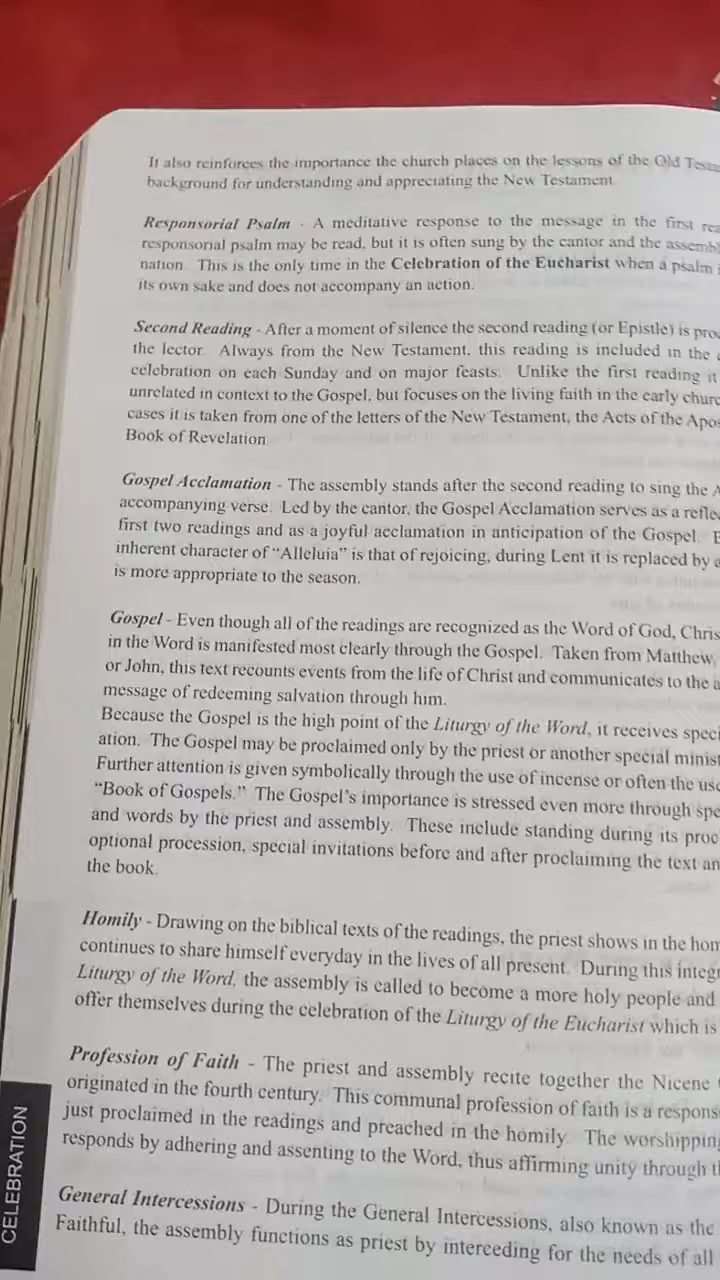 It also reinforces the importance the church places on the lessons of the Old
background for understanding and appreciating the New Testament.
Responsorial Psalm - A meditative response to the message in the first
responsorial psalm may be read, but it is often sung by the cantor and the
nation. This is the only time in the Celebration of the Eucharist when a psalm
its own sake and does not accompany an action.
Second Reading - After a moment of silence the second reading (or Epistle) is
the lector. Always from the New Testament, this reading is included in the
celebration on each Sunday and on major feasts. Unlike the first reading it
unrelated in context to the Gospel, but focuses on the living faith in the early
cases it is taken from one of the letters of the New Testament, the Acts of the
Book of Revelation.
Gospel Acclamation - The assembly stands after the second reading to sing the
accompanying verse. Led by the cantor, the Gospel Acclamation serves as a
first two readings and as a joyful acclamation in anticipation of the Gospel.
inherent character of "Alleluia" is that of rejoicing, during Lent it is replaced by
is more appropriate to the season.
Gospel - Even though all of the readings are recognized as the Word of God,
in the Word is manifested most clearly through the Gospel. Taken from Matthew,
or John, this text recounts events from the life of Christ and communicates to the
message of redeeming salvation through him.
Because the Gospel is the high point of the Liturgy of the Word, it receives
ation. The Gospel may be proclaimed only by the priest or another special
Further attention is given symbolically through the use of incense or often the
"Book of Gospels." The Gospel's importance is stressed even more through
and words by the priest and assembly. These include standing during its
optional procession, special invitations before and after proclaiming the text
the book.
Homily - Drawing on the biblical texts of the readings, the priest shows in the
continues to share himself everyday in the lives of all present. During this
Liturgy of the Word, the assembly is called to become a more holy people and
offer themselves during the celebration of the Liturgy of the Eucharist which is
Profession of Faith - The priest and assembly recite together the Nicene
originated in the fourth century. This communal profession of faith is a
just proclaimed in the readings and preached in the homily. The
responds by adhering and assenting to the Word, thus affirming unity through
General Intercessions - During the General Intercessions, also known as the
Faithful, the assembly functions as priest by interceding for the needs of all
CELEBRATION